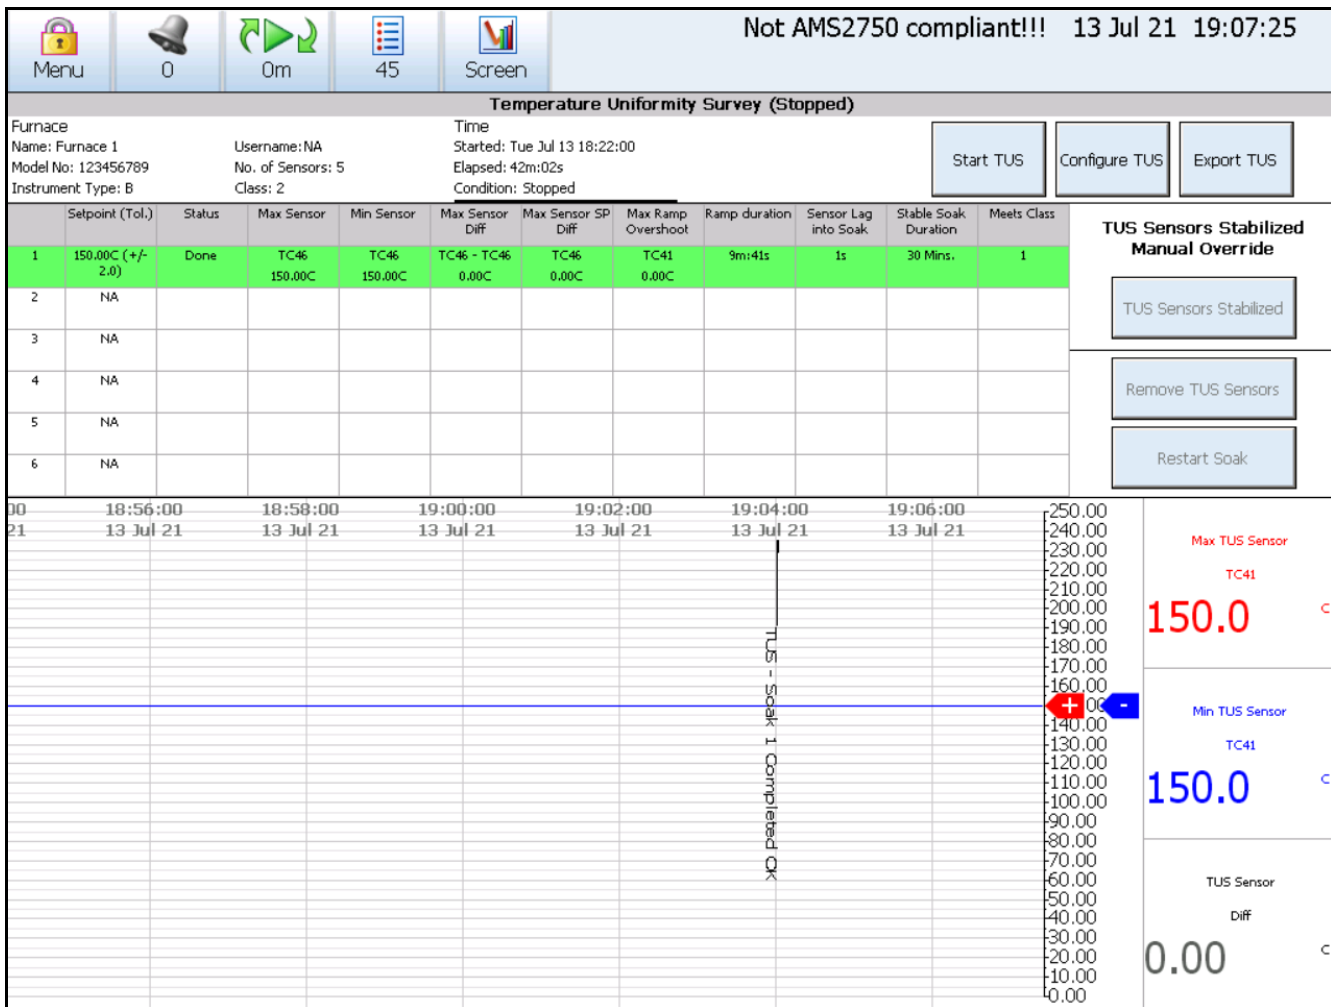 Not AMS2750 compliant!!! 13 Jul 21 19:07:25
Menu 0 0m 45 Screen
Temperature Uniformity Survey (Stopped)
Furnace
Name: Furnace 1
Model No: 123456789
Instrument Type: B
Username: NA
No. of Sensors: 5
Class: 2
Time
Started: Tue Jul 13 18:22:00
Elapsed: 42m:02s
Condition: Stopped
Start TUS
Configure TUS
Export TUS
Setpoint (Tol.) Status Max Sensor Min Sensor Max Sensor Diff Max Sensor SP Diff Max Ramp Overshoot Ramp duration Sensor Lag into Soak Stable Soak Duration Meets Class
1 150.00C (+/- 2.0) Done TC46 150.00C TC46 150.00C TC46 - TC46 0.00C TC46 0.00C TC41 0.00C 9m:41s 1s 30 Mins. 1
2 NA
3 NA
4 NA
5 NA
6 NA
TUS Sensors Stabilized
Manual Override
TUS Sensors Stabilized
Remove TUS Sensors
Restart Soak
00 18:56:00 18:58:00 19:00:00 19:02:00 19:04:00 19:06:00
21 13 Jul 21 13 Jul 21 13 Jul 21 13 Jul 21 13 Jul 21 13 Jul 21
TUS - Soak 1 Completed OK
250.00
240.00
230.00
220.00
210.00
200.00
190.00
180.00
170.00
160.00
140.00
130.00
120.00
110.00
100.00
90.00
80.00
70.00
60.00
50.00
40.00
30.00
20.00
10.00
0.00
+
-
Max TUS Sensor
TC41
150.0 C
Min TUS Sensor
TC41
150.0 C
TUS Sensor
Diff
0.00 C